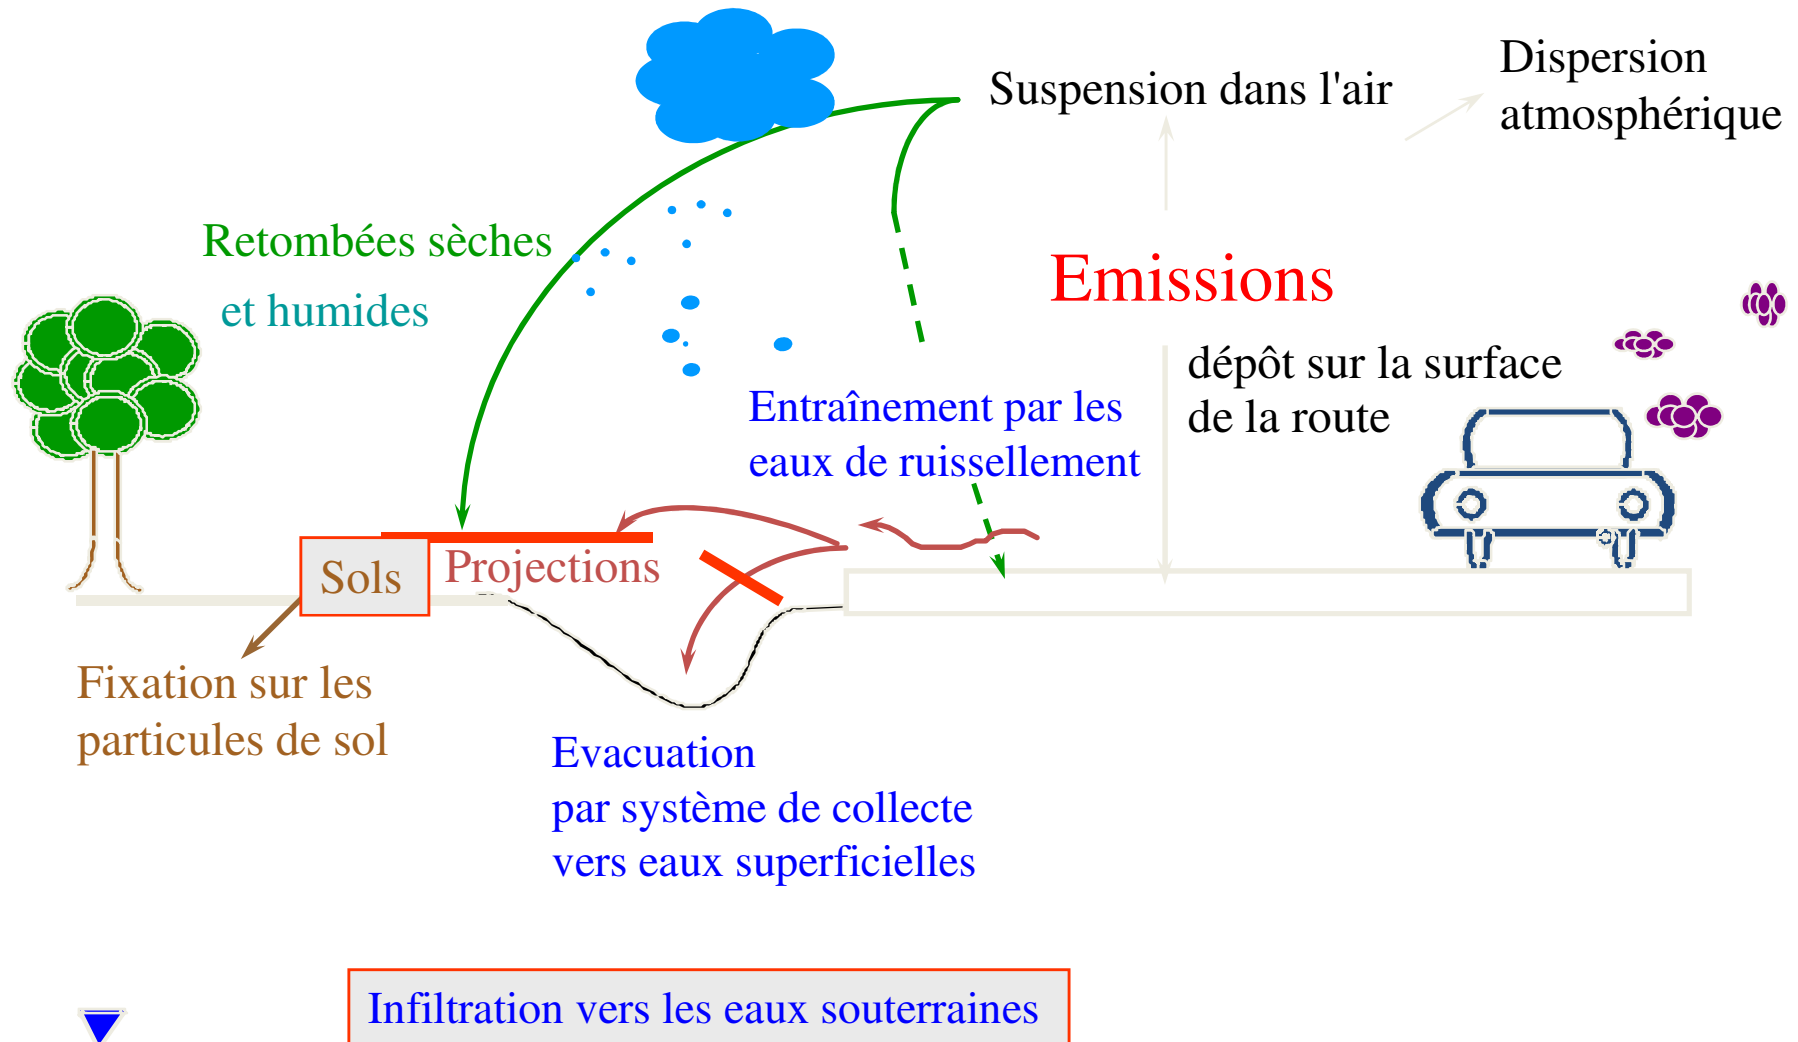 Suspension dans l'air
Dispersion
atmosphérique
Retombées sèches
et humides
Emissions
dépôt sur la surface
de la route
Entraînement par les
eaux de ruissellement
Sols
Projections
Fixation sur les
particules de sol
Evacuation
par système de collecte
vers eaux superficielles
Infiltration vers les eaux souterraines